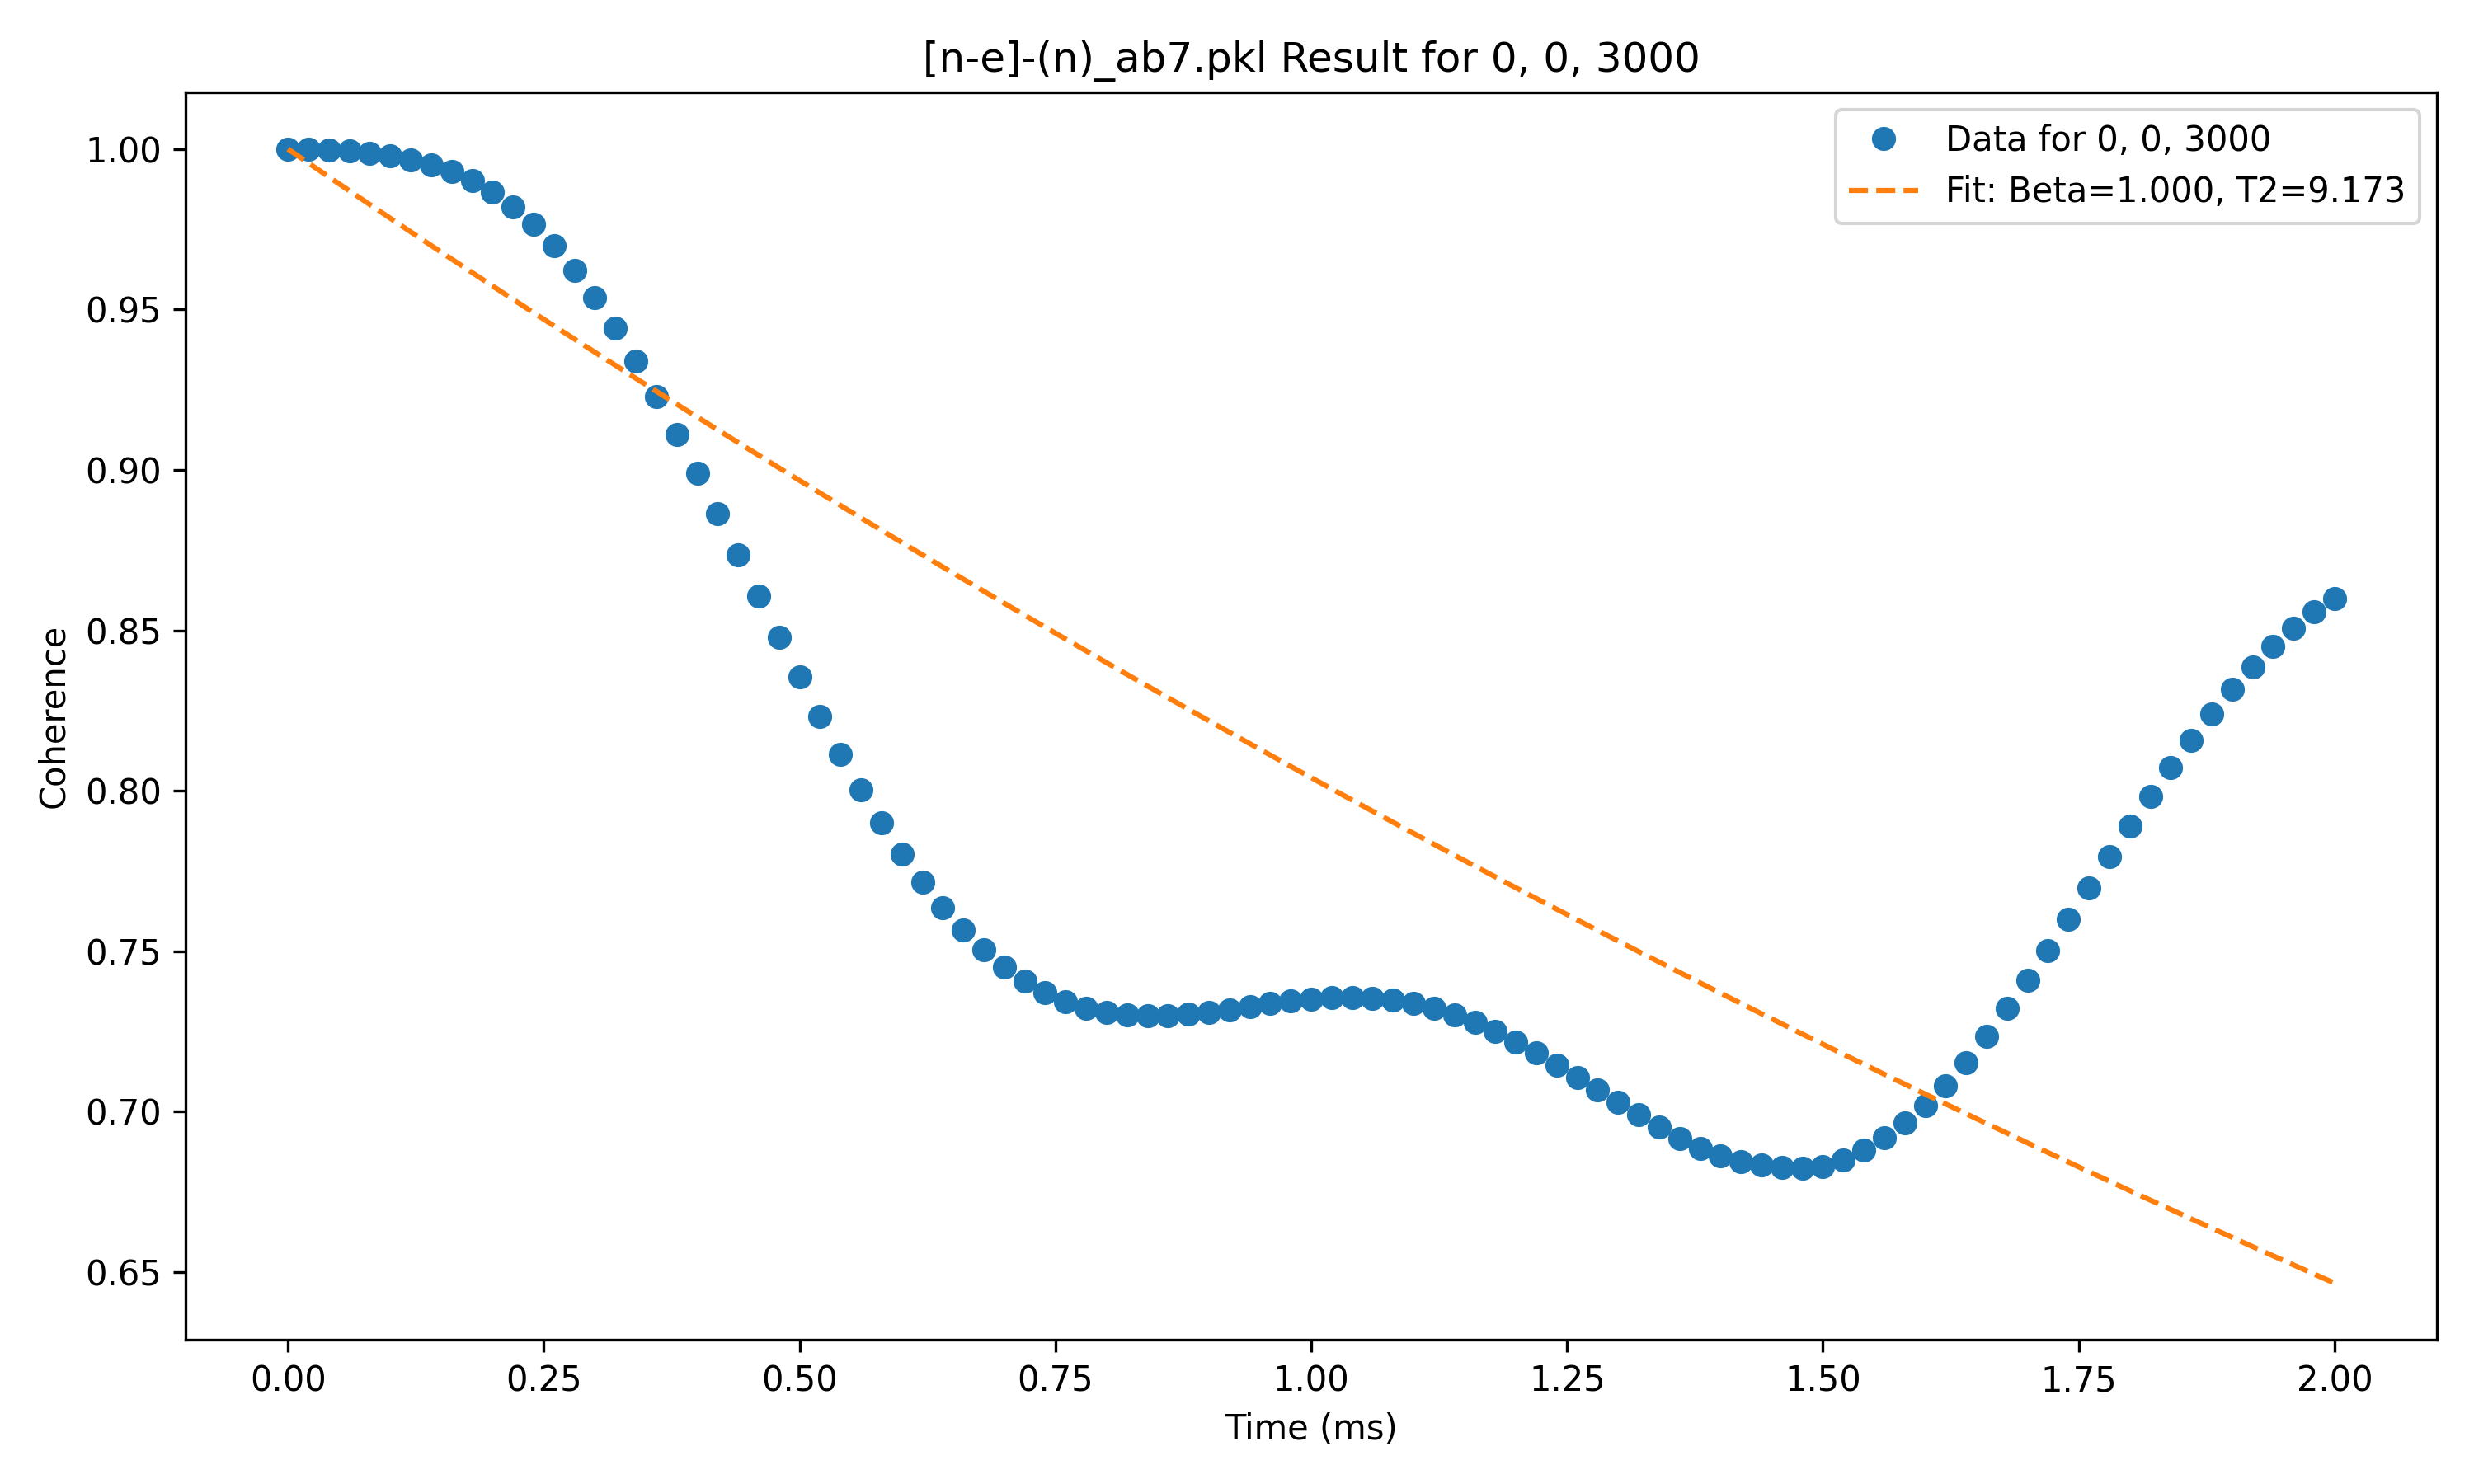 [n-e]-(n)_ab7.pkl Result for 0, 0, 3000
Data for 0, 0, 3000
Fit: Beta=1.000, T2=9.173
Coherence
1.00
0.95
0.90
0.85
0.80
0.75
0.70
0.65
0.00 0.25 0.50 0.75 1.00 1.25 1.50 1.75 2.00
Time (ms)